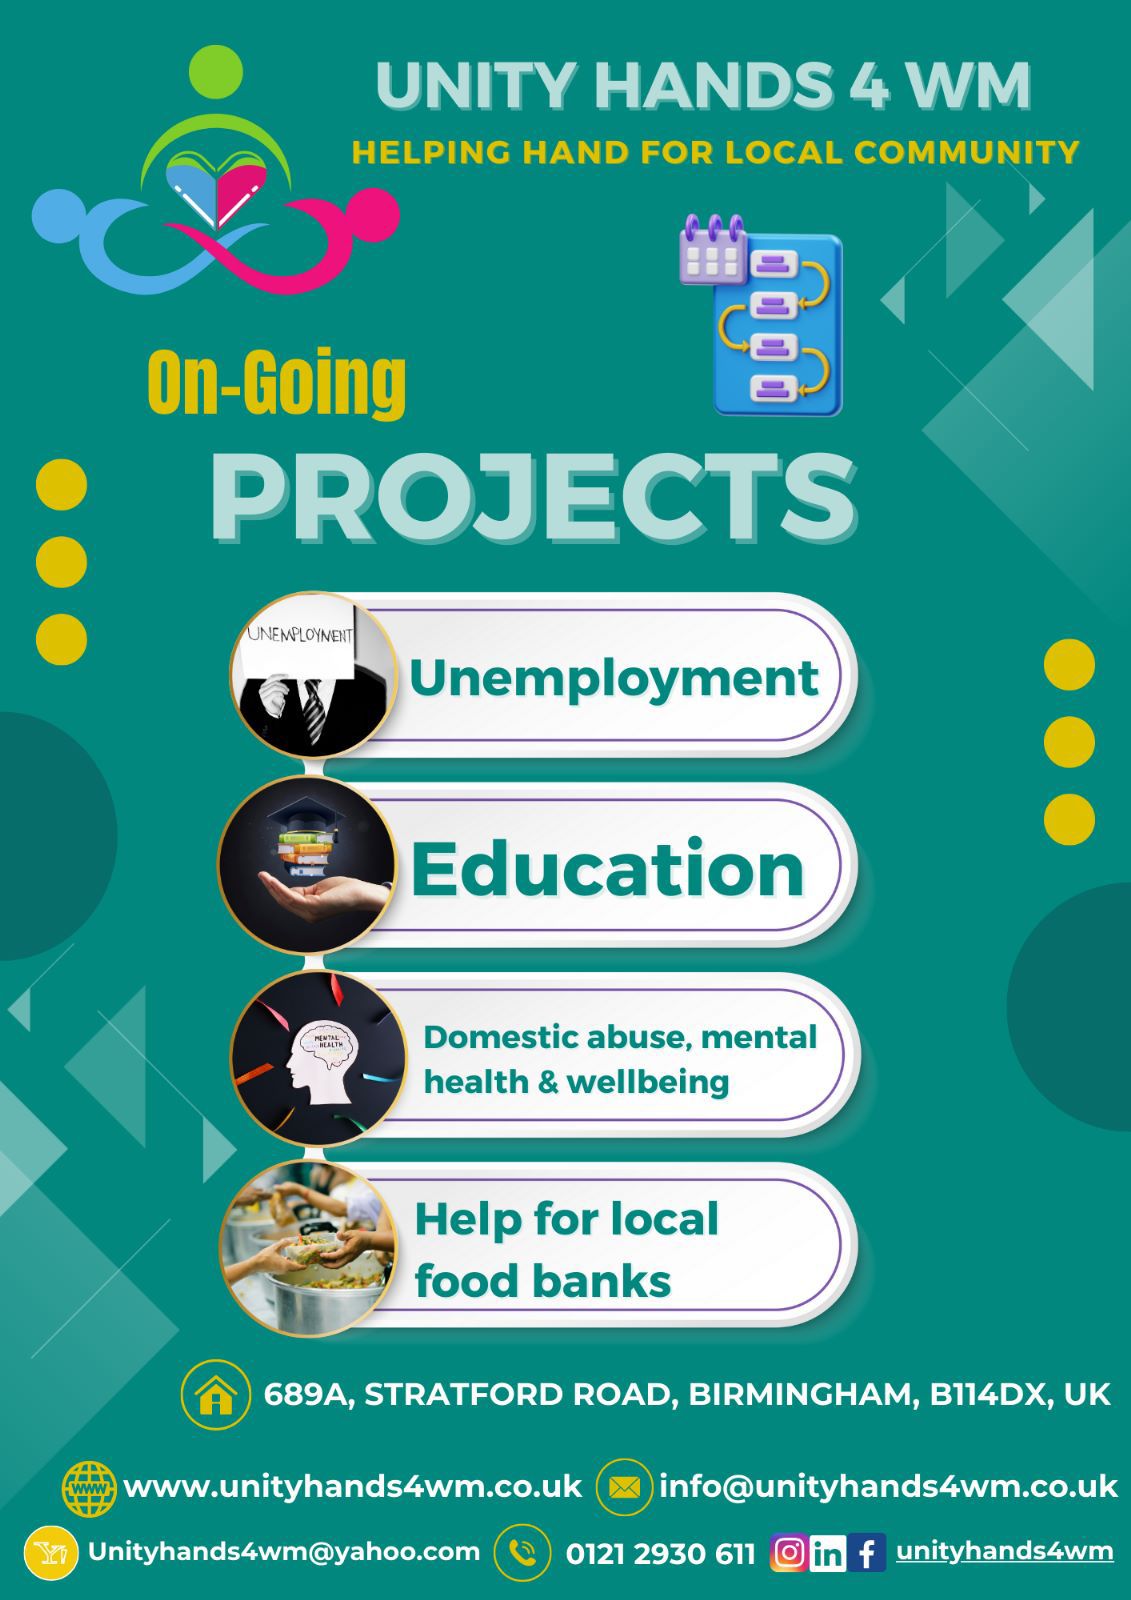 UNITY HANDS 4 WM
HELPING HAND FOR LOCAL COMMUNITY
On-Going
PROJECTS
UNEMPLOYMENT
Unemployment
Education
MENTAL
HEALTH
Domestic abuse, mental
health & wellbeing
Help for local
food banks
689A, STRATFORD ROAD, BIRMINGHAM, B114DX, UK
www
www.unityhands4wm.co.uk
info@unityhands4wm.co.uk
Y!
Unityhands4wm@yahoo.com
0121 2930 611
in
f
unityhands4wm